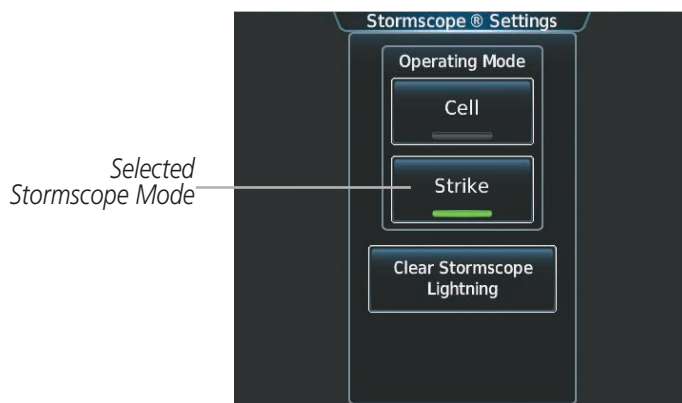 Stormscope ® Settings
Operating Mode
Cell
Selected
Stormscope Mode
Strike
Clear Stormscope
Lightning